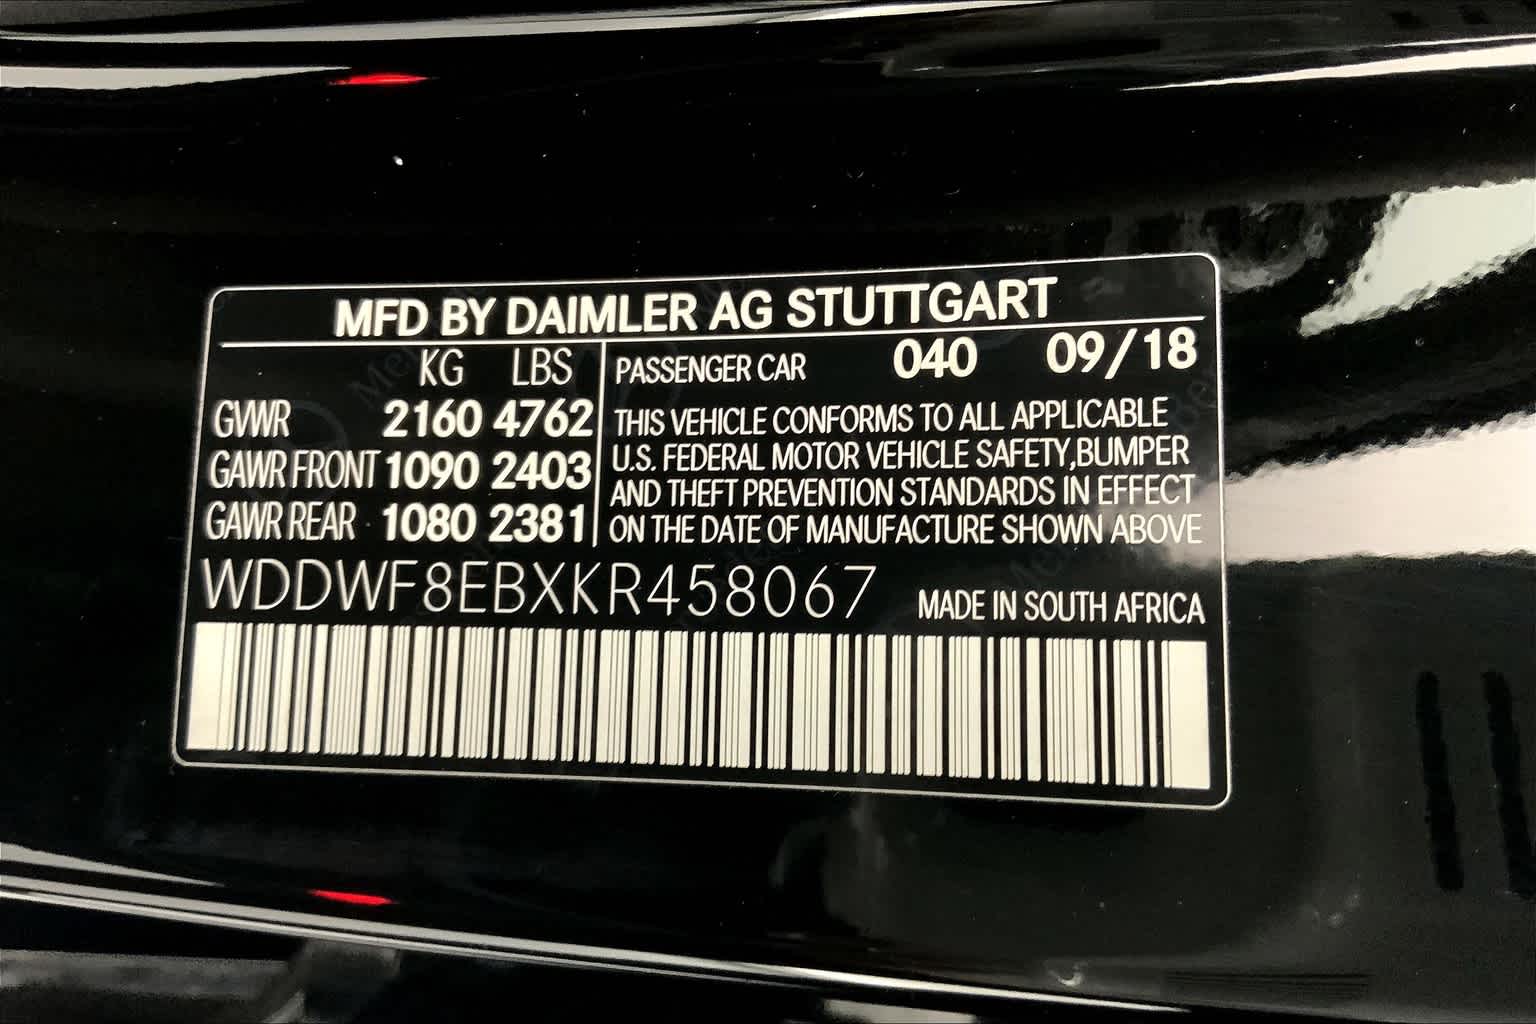 MFD BY DAIMLER AG STUTTGART
KG LBS
GVWR 2160 4762
GAWR FRONT 1090 2403
GAWR REAR 1080 2381
PASSENGER CAR 040 09/18
THIS VEHICLE CONFORMS TO ALL APPLICABLE
U.S. FEDERAL MOTOR VEHICLE SAFETY,BUMPER
AND THEFT PREVENTION STANDARDS IN EFFECT
ON THE DATE OF MANUFACTURE SHOWN ABOVE
WDDWF8EBXKR458067 MADE IN SOUTH AFRICA